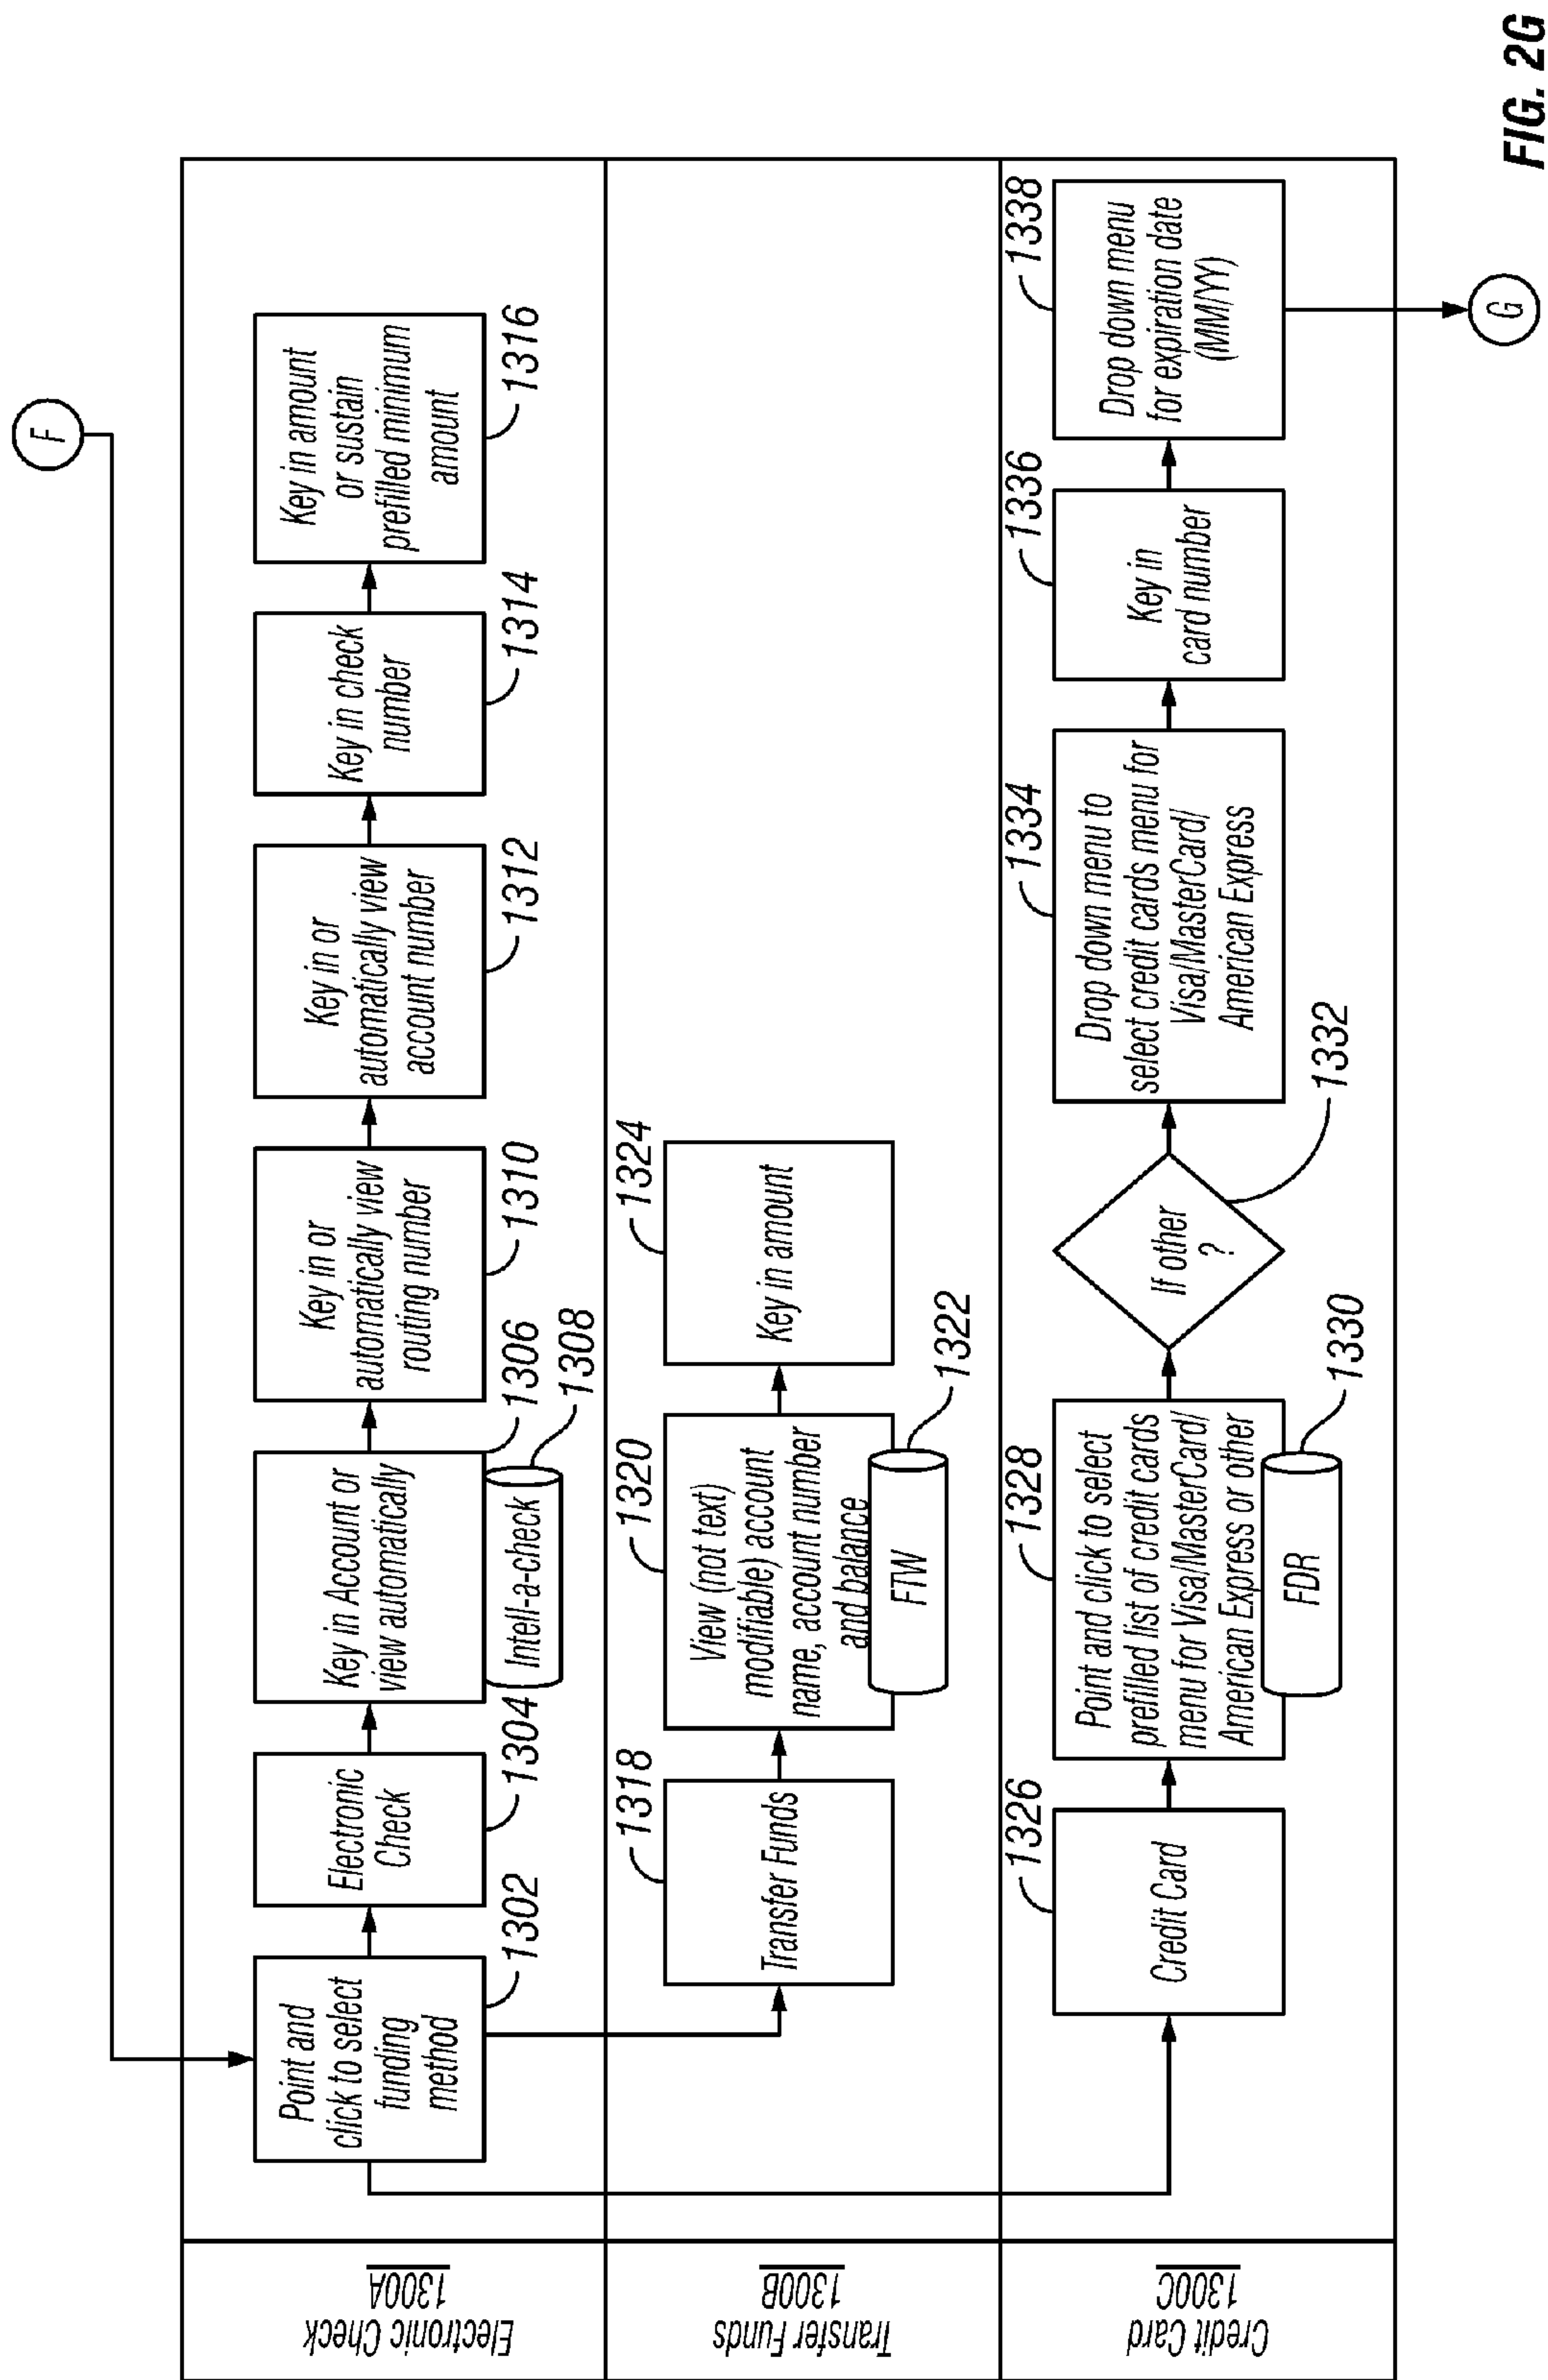 F
Electronic Check
1300A
Point and
click to select
funding
method
1302
Electronic
Check
1304
Key in Account or
view automatically
1306
Intell-a-check
1308
Key in or
automatically view
routing number
1310
Key in or
automatically view
account number
1312
Key in check
number
1314
Key in amount
or sustain
prefilled minimum
amount
1316
Transfer Funds
1300B
1318
Transfer Funds
1320
View (not text)
modifiable) account
name, account number
and balance
FTW
1322
1324
Key in amount
Credit Card
1300C
1326
Credit Card
1328
Point and click to select
prefilled list of credit cards
menu for Visa/MasterCard/
American Express or other
FDR
1330
If other
?
1332
1334
Drop down menu to
select credit cards menu for
Visa/MasterCard/
American Express
1336
Key in
card number
1338
Drop down menu
for expiration date
(MM/YY)
G
FIG. 2G